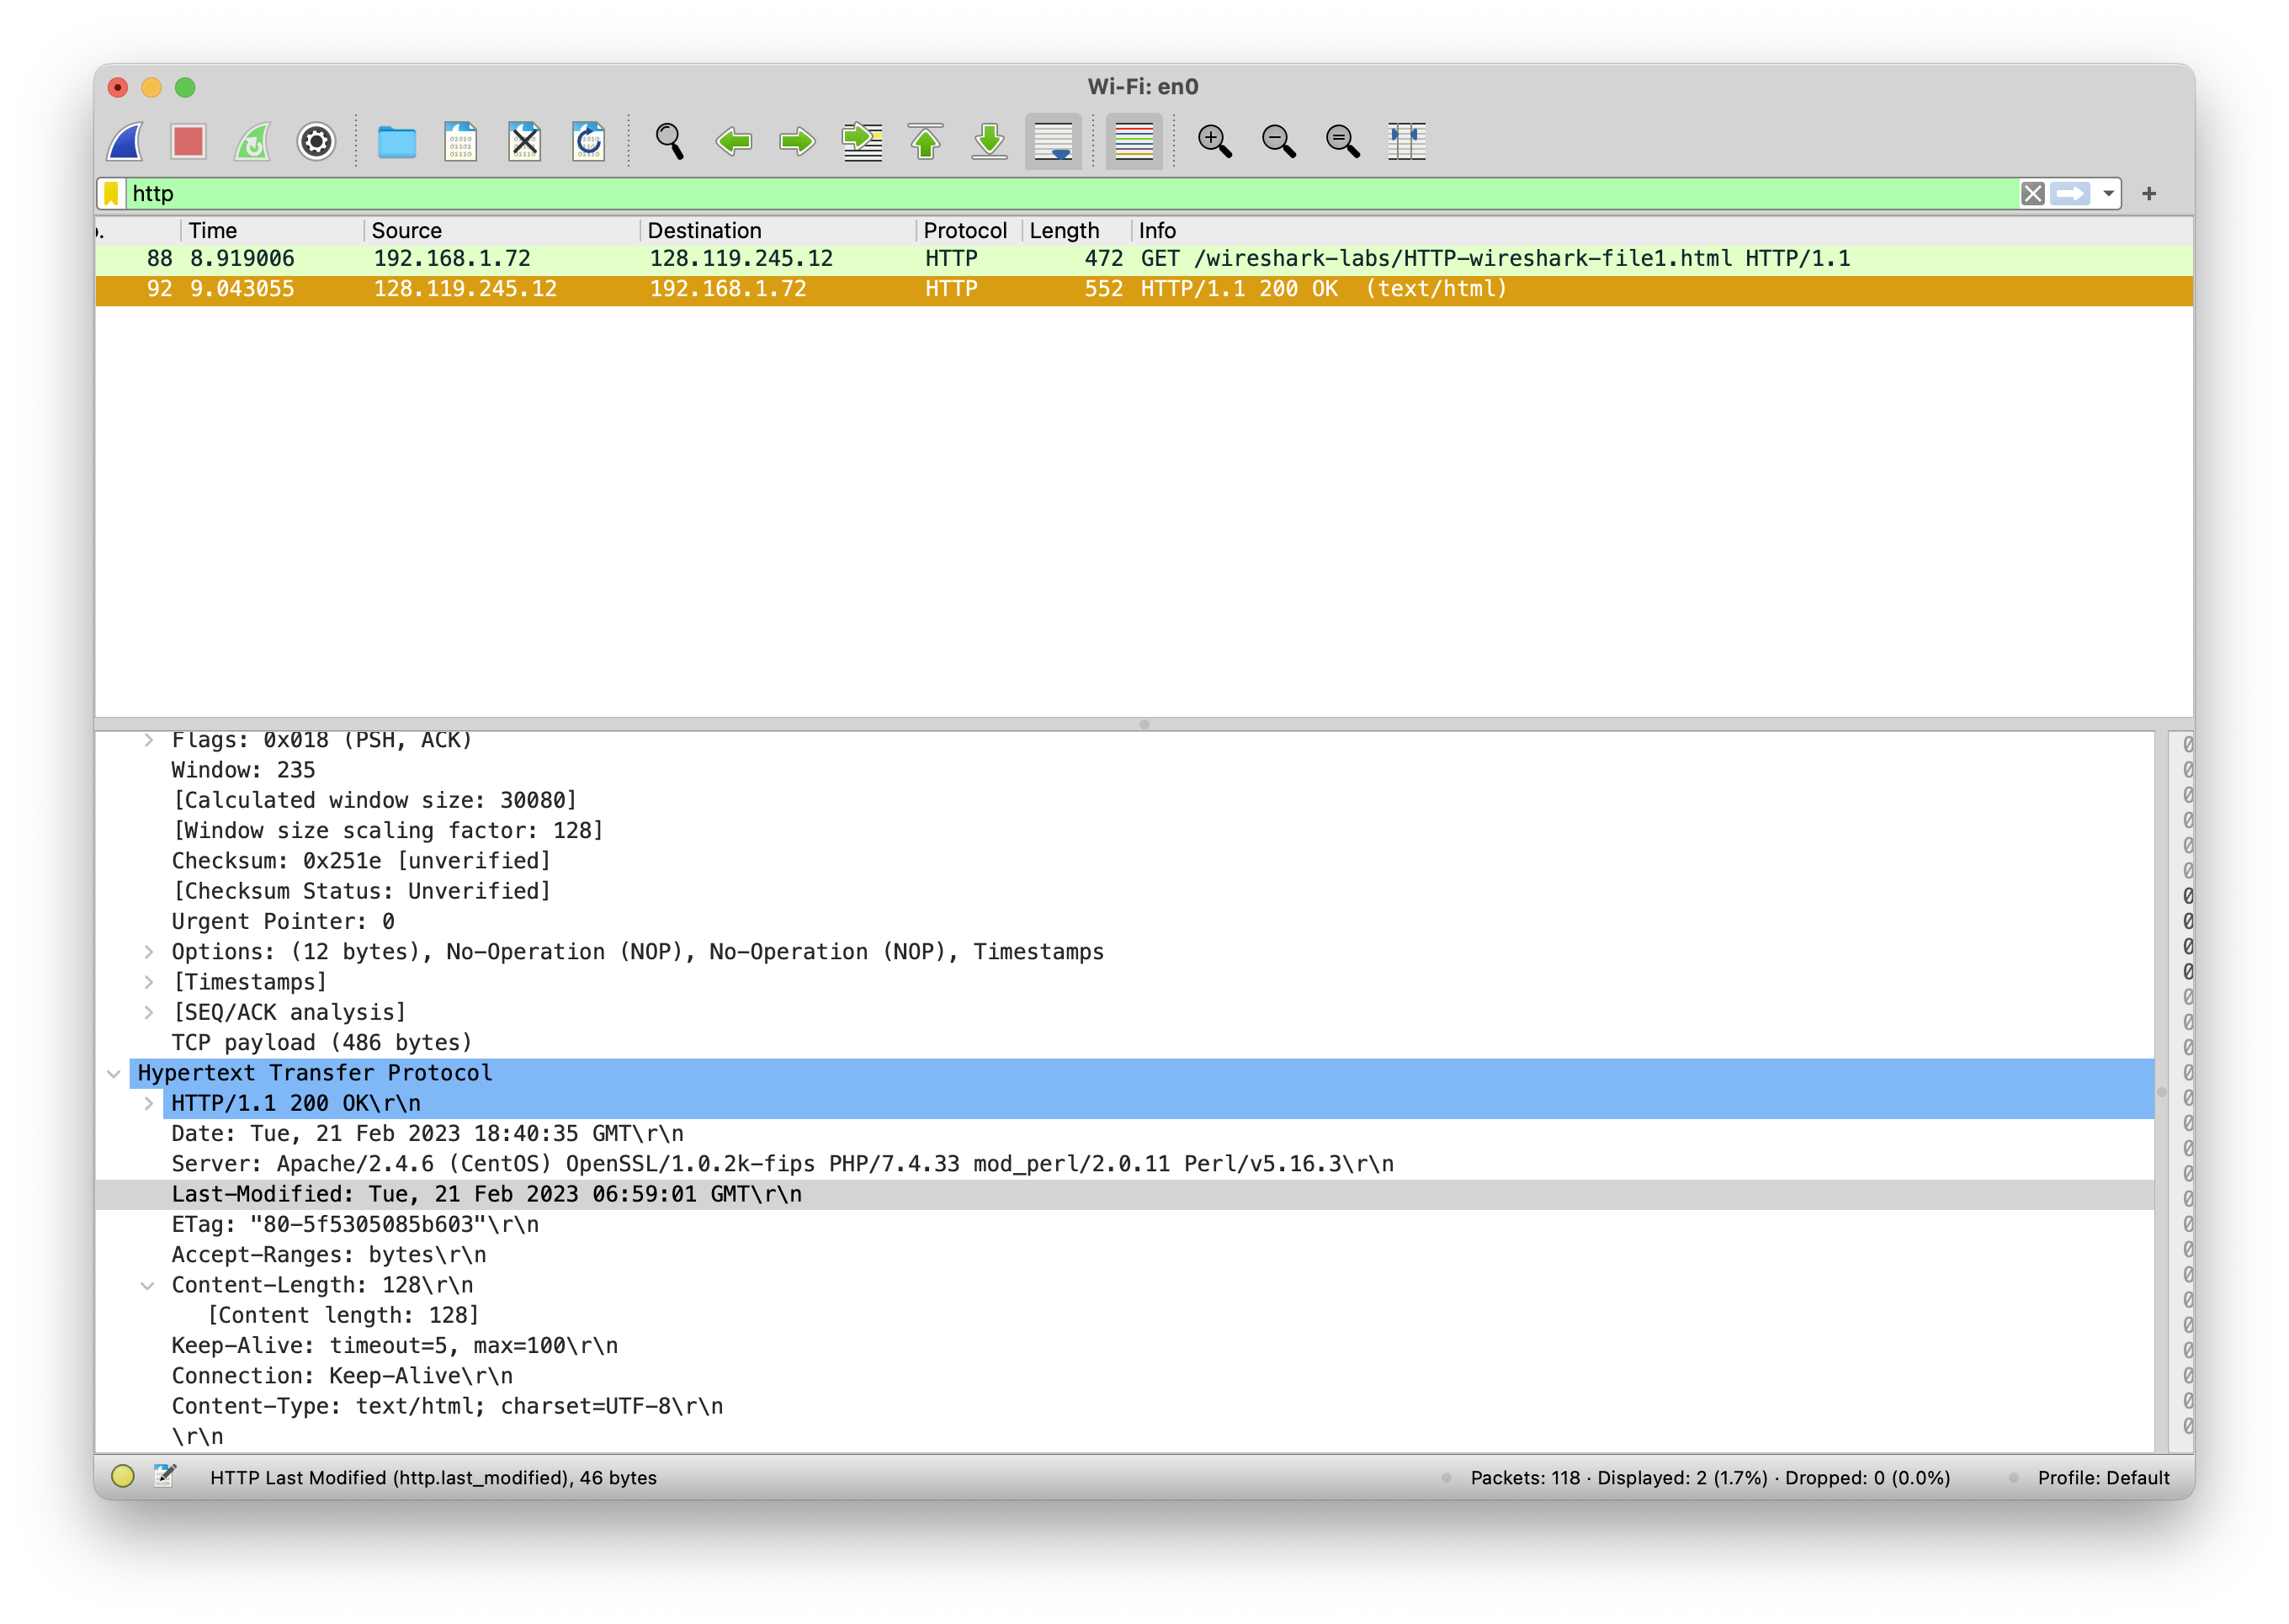 Wi-Fi: en0
http
Time Source Destination Protocol Length Info
88 8.919006 192.168.1.72 128.119.245.12 HTTP 472 GET /wireshark-labs/HTTP-wireshark-file1.html HTTP/1.1
92 9.043055 128.119.245.12 192.168.1.72 HTTP 552 HTTP/1.1 200 OK  (text/html)
Flags: 0x018 (PSH, ACK)
Window: 235
[Calculated window size: 30080]
[Window size scaling factor: 128]
Checksum: 0x251e [unverified]
[Checksum Status: Unverified]
Urgent Pointer: 0
Options: (12 bytes), No-Operation (NOP), No-Operation (NOP), Timestamps
[Timestamps]
[SEQ/ACK analysis]
TCP payload (486 bytes)
Hypertext Transfer Protocol
HTTP/1.1 200 OK\r\n
Date: Tue, 21 Feb 2023 18:40:35 GMT\r\n
Server: Apache/2.4.6 (CentOS) OpenSSL/1.0.2k-fips PHP/7.4.33 mod_perl/2.0.11 Perl/v5.16.3\r\n
Last-Modified: Tue, 21 Feb 2023 06:59:01 GMT\r\n
ETag: "80-5f5305085b603"\r\n
Accept-Ranges: bytes\r\n
Content-Length: 128\r\n
[Content length: 128]
Keep-Alive: timeout=5, max=100\r\n
Connection: Keep-Alive\r\n
Content-Type: text/html; charset=UTF-8\r\n
\r\n
HTTP Last Modified (http.last_modified), 46 bytes
Packets: 118 · Displayed: 2 (1.7%) · Dropped: 0 (0.0%)
Profile: Default